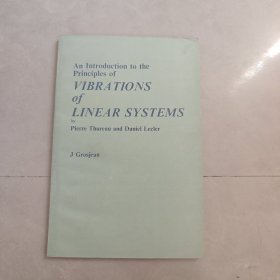 An Introduction to the
Principles of
VIBRATIONS
of
LINEAR SYSTEMS
by
Pierre Thureau and Daniel Lecler
J Grosjean